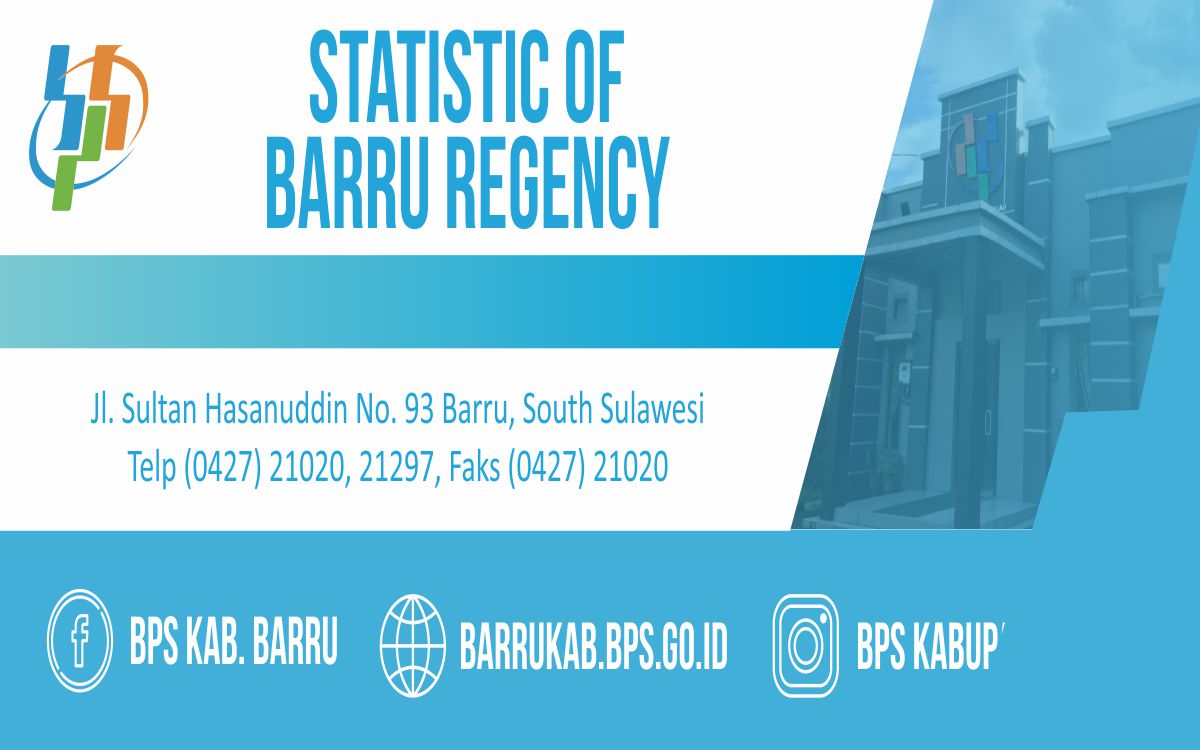 STATISTIC OF
BARRU REGENCY
Jl. Sultan Hasanuddin No. 93 Barru, South Sulawesi
Telp (0427) 21020, 21297, Faks (0427) 21020
BPS KAB. BARRU
BARRUKAB.BPS.GO.ID
BPS